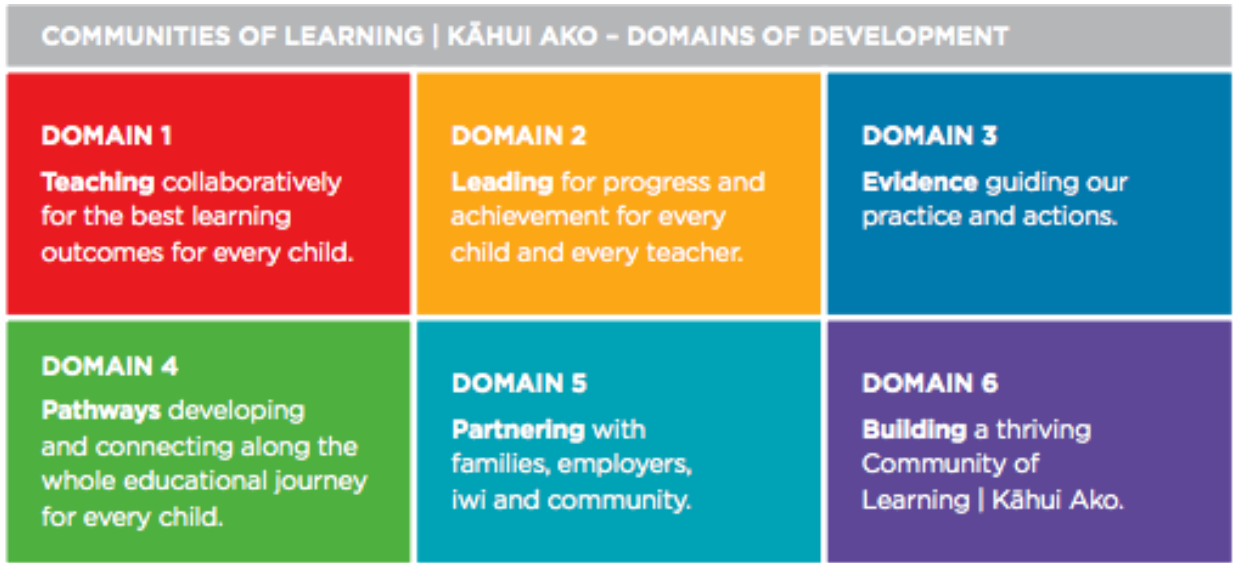 COMMUNITIES OF LEARNING | KĀHUI AKO – DOMAINS OF DEVELOPMENT
DOMAIN 1
Teaching collaboratively
for the best learning
outcomes for every child.
DOMAIN 2
Leading for progress and
achievement for every
child and every teacher.
DOMAIN 3
Evidence guiding our
practice and actions.
DOMAIN 4
Pathways developing
and connecting along the
whole educational journey
for every child.
DOMAIN 5
Partnering with
families, employers,
iwi and community.
DOMAIN 6
Building a thriving
Community of
Learning | Kāhui Ako.